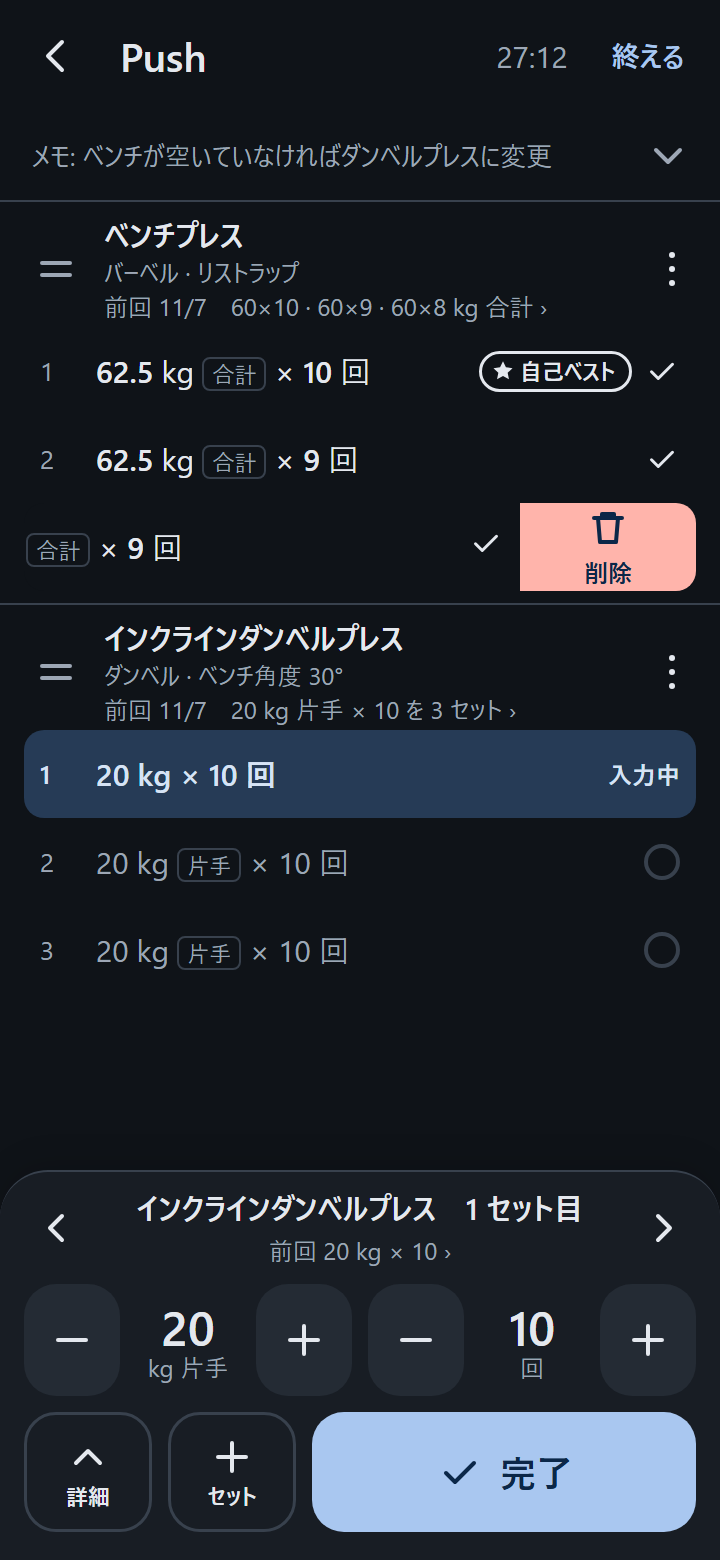 Push 27:12 終える
メモ: ベンチが空いていなければダンベルプレスに変更
ベンチプレス
バーベル · リストラップ
前回 11/7 60×10 · 60×9 · 60×8 kg 合計 ›
1 62.5 kg 合計 × 10 回 ★ 自己ベスト
2 62.5 kg 合計 × 9 回
合計 × 9 回 削除
インクラインダンベルプレス
ダンベル · ベンチ角度 30°
前回 11/7 20 kg 片手 × 10 を 3 セット ›
1 20 kg × 10 回 入力中
2 20 kg 片手 × 10 回
3 20 kg 片手 × 10 回
インクラインダンベルプレス 1 セット目
前回 20 kg × 10 ›
20 10
kg 片手 回
詳細 セット 完了